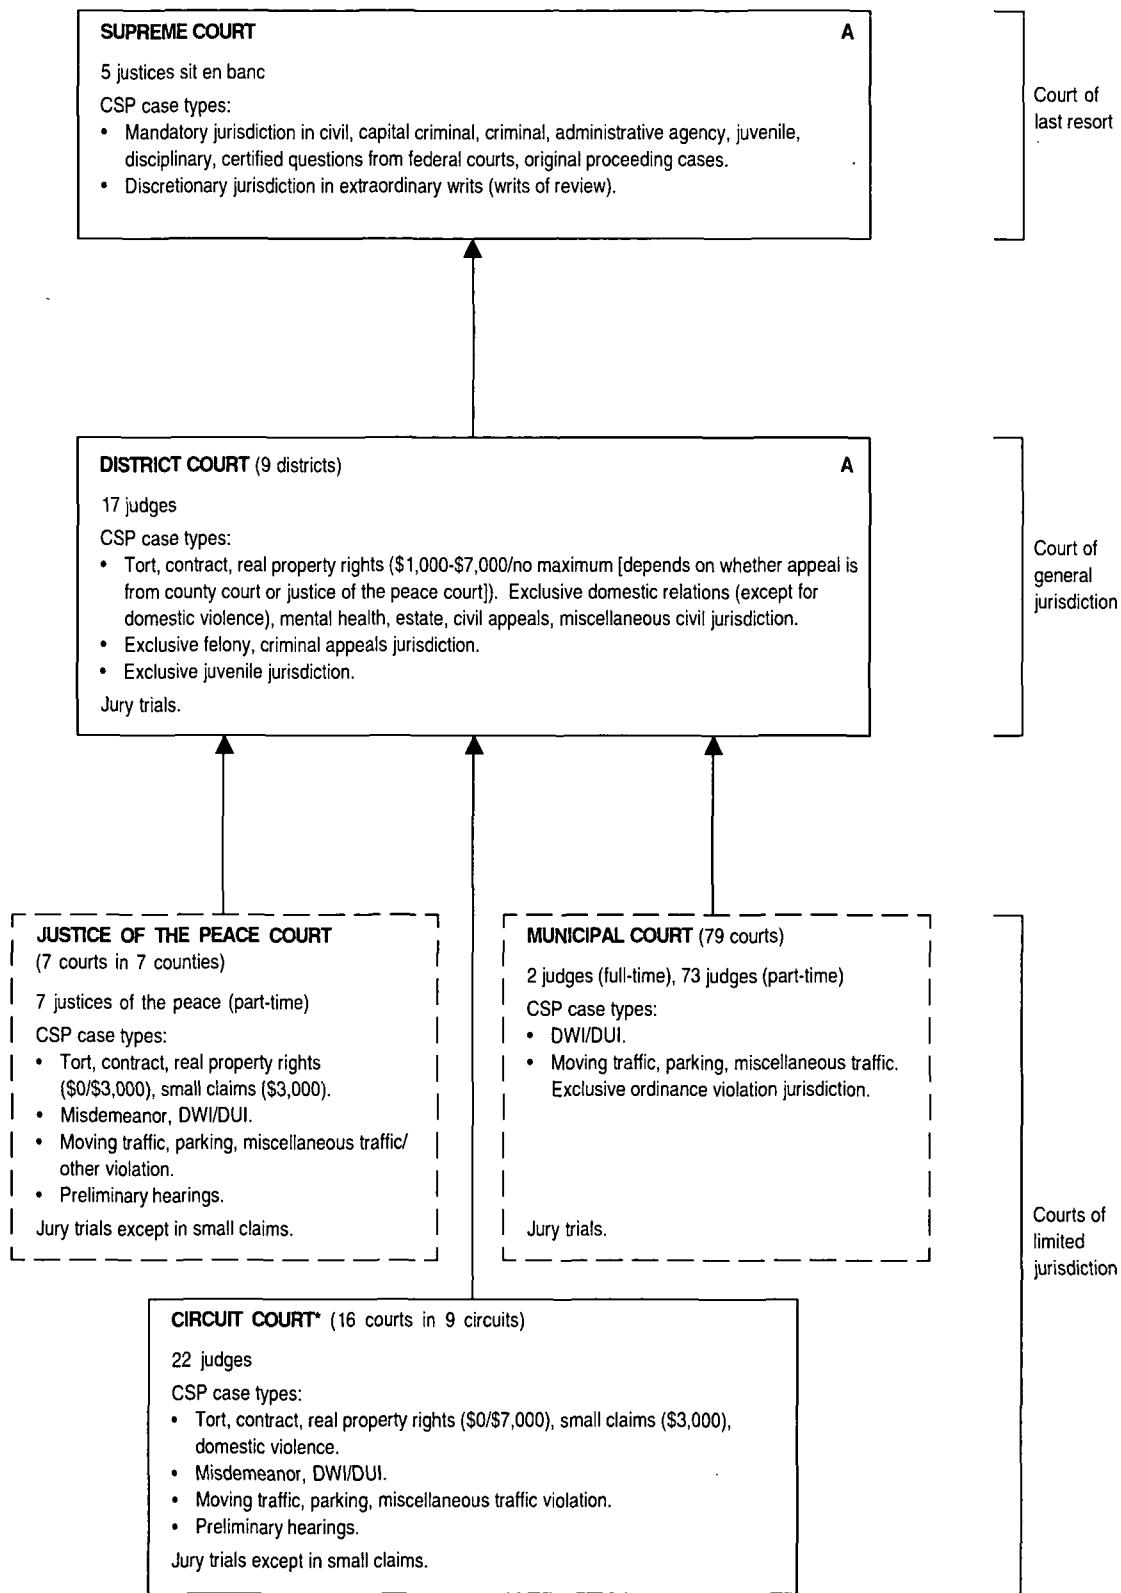 SUPREME COURT A
5 justices sit en banc
CSP case types:
• Mandatory jurisdiction in civil, capital criminal, criminal, administrative agency, juvenile,
disciplinary, certified questions from federal courts, original proceeding cases.
• Discretionary jurisdiction in extraordinary writs (writs of review).
Court of
last resort
DISTRICT COURT (9 districts) A
17 judges
CSP case types:
• Tort, contract, real property rights ($1,000-$7,000/no maximum [depends on whether appeal is
from county court or justice of the peace court]). Exclusive domestic relations (except for
domestic violence), mental health, estate, civil appeals, miscellaneous civil jurisdiction.
• Exclusive felony, criminal appeals jurisdiction.
• Exclusive juvenile jurisdiction.
Jury trials.
Court of
general
jurisdiction
JUSTICE OF THE PEACE COURT
(7 courts in 7 counties)
7 justices of the peace (part-time)
CSP case types:
• Tort, contract, real property rights
($0/$3,000), small claims ($3,000).
• Misdemeanor, DWI/DUI.
• Moving traffic, parking, miscellaneous traffic/
other violation.
• Preliminary hearings.
Jury trials except in small claims.
MUNICIPAL COURT (79 courts)
2 judges (full-time), 73 judges (part-time)
CSP case types:
• DWI/DUI.
• Moving traffic, parking, miscellaneous traffic.
Exclusive ordinance violation jurisdiction.
Jury trials.
Courts of
limited
jurisdiction
CIRCUIT COURT* (16 courts in 9 circuits)
22 judges
CSP case types:
• Tort, contract, real property rights ($0/$7,000), small claims ($3,000),
domestic violence.
• Misdemeanor, DWI/DUI.
• Moving traffic, parking, miscellaneous traffic violation.
• Preliminary hearings.
Jury trials except in small claims.